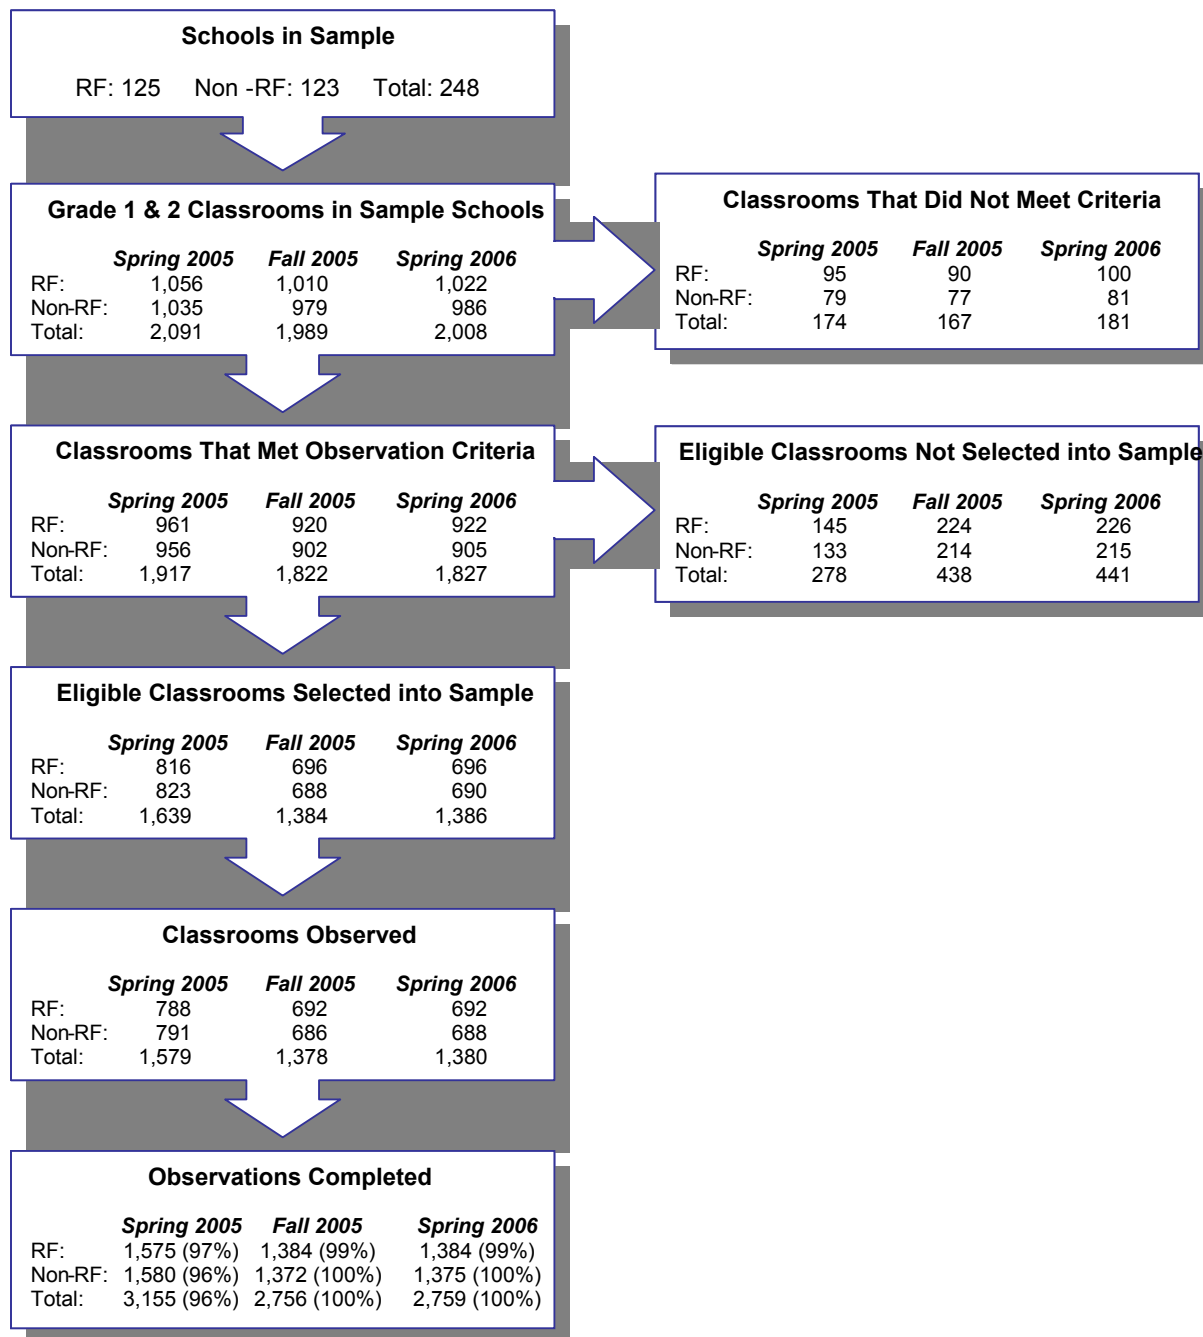 Schools in Sample
RF: 125 Non -RF: 123 Total: 248
Grade 1 & 2 Classrooms in Sample Schools
Spring 2005 Fall 2005 Spring 2006
RF: 1,056 1,010 1,022
Non-RF: 1,035 979 986
Total: 2,091 1,989 2,008
Classrooms That Did Not Meet Criteria
Spring 2005 Fall 2005 Spring 2006
RF: 95 90 100
Non-RF: 79 77 81
Total: 174 167 181
Classrooms That Met Observation Criteria
Spring 2005 Fall 2005 Spring 2006
RF: 961 920 922
Non-RF: 956 902 905
Total: 1,917 1,822 1,827
Eligible Classrooms Not Selected into Sample
Spring 2005 Fall 2005 Spring 2006
RF: 145 224 226
Non-RF: 133 214 215
Total: 278 438 441
Eligible Classrooms Selected into Sample
Spring 2005 Fall 2005 Spring 2006
RF: 816 696 696
Non-RF: 823 688 690
Total: 1,639 1,384 1,386
Classrooms Observed
Spring 2005 Fall 2005 Spring 2006
RF: 788 692 692
Non-RF: 791 686 688
Total: 1,579 1,378 1,380
Observations Completed
Spring 2005 Fall 2005 Spring 2006
RF: 1,575 (97%) 1,384 (99%) 1,384 (99%)
Non-RF: 1,580 (96%) 1,372 (100%) 1,375 (100%)
Total: 3,155 (96%) 2,756 (100%) 2,759 (100%)